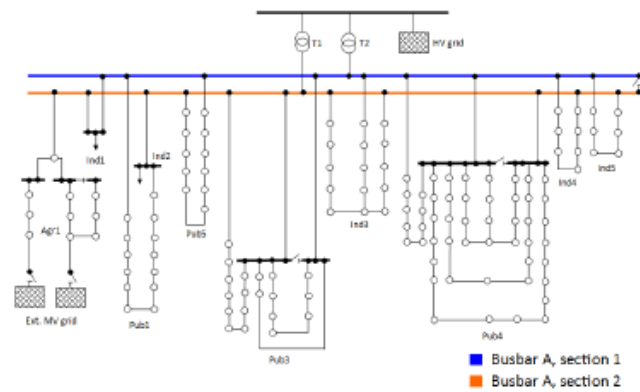 T1
T2
HV grid
Ind1
Ind2
Ind4
Ind5
Pub5
Ind3
Agr1
Ext. MV grid
Pub1
Pub3
Pub4
Busbar A, section 1
Busbar A, section 2